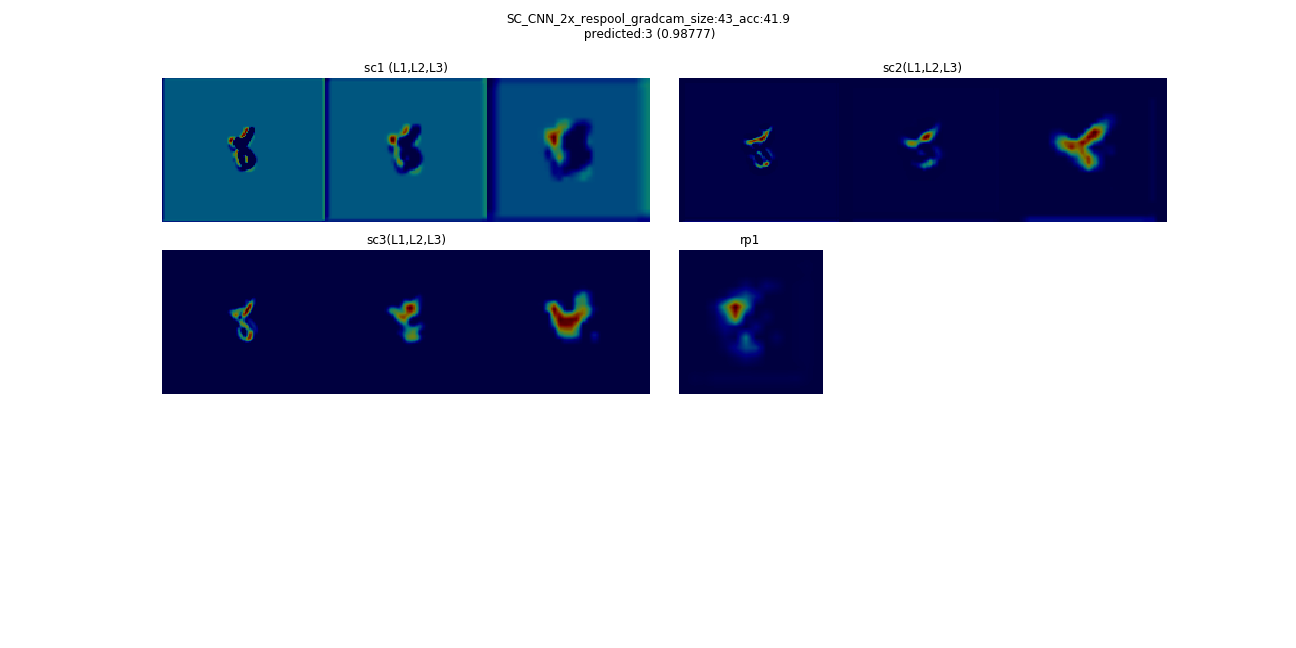 SC_CNN_2x_respool_gradcam_size:43_acc:41.9
predicted:3 (0.98777)
sc1 (L1,L2,L3)
sc2(L1,L2,L3)
sc3(L1,L2,L3)
rp1